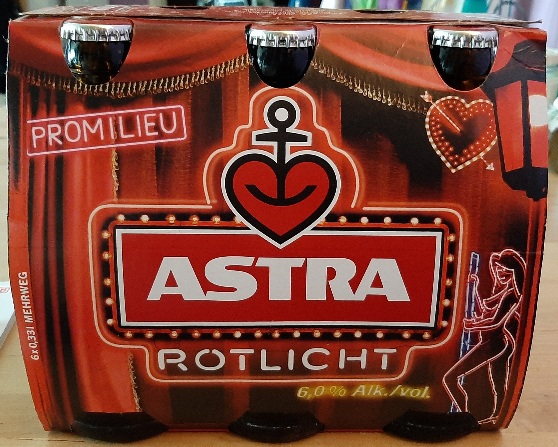 PROMILIEU
ASTRA
ROTLICHT
6,0% Alk./vol.
6x0,33l MEHRWEG